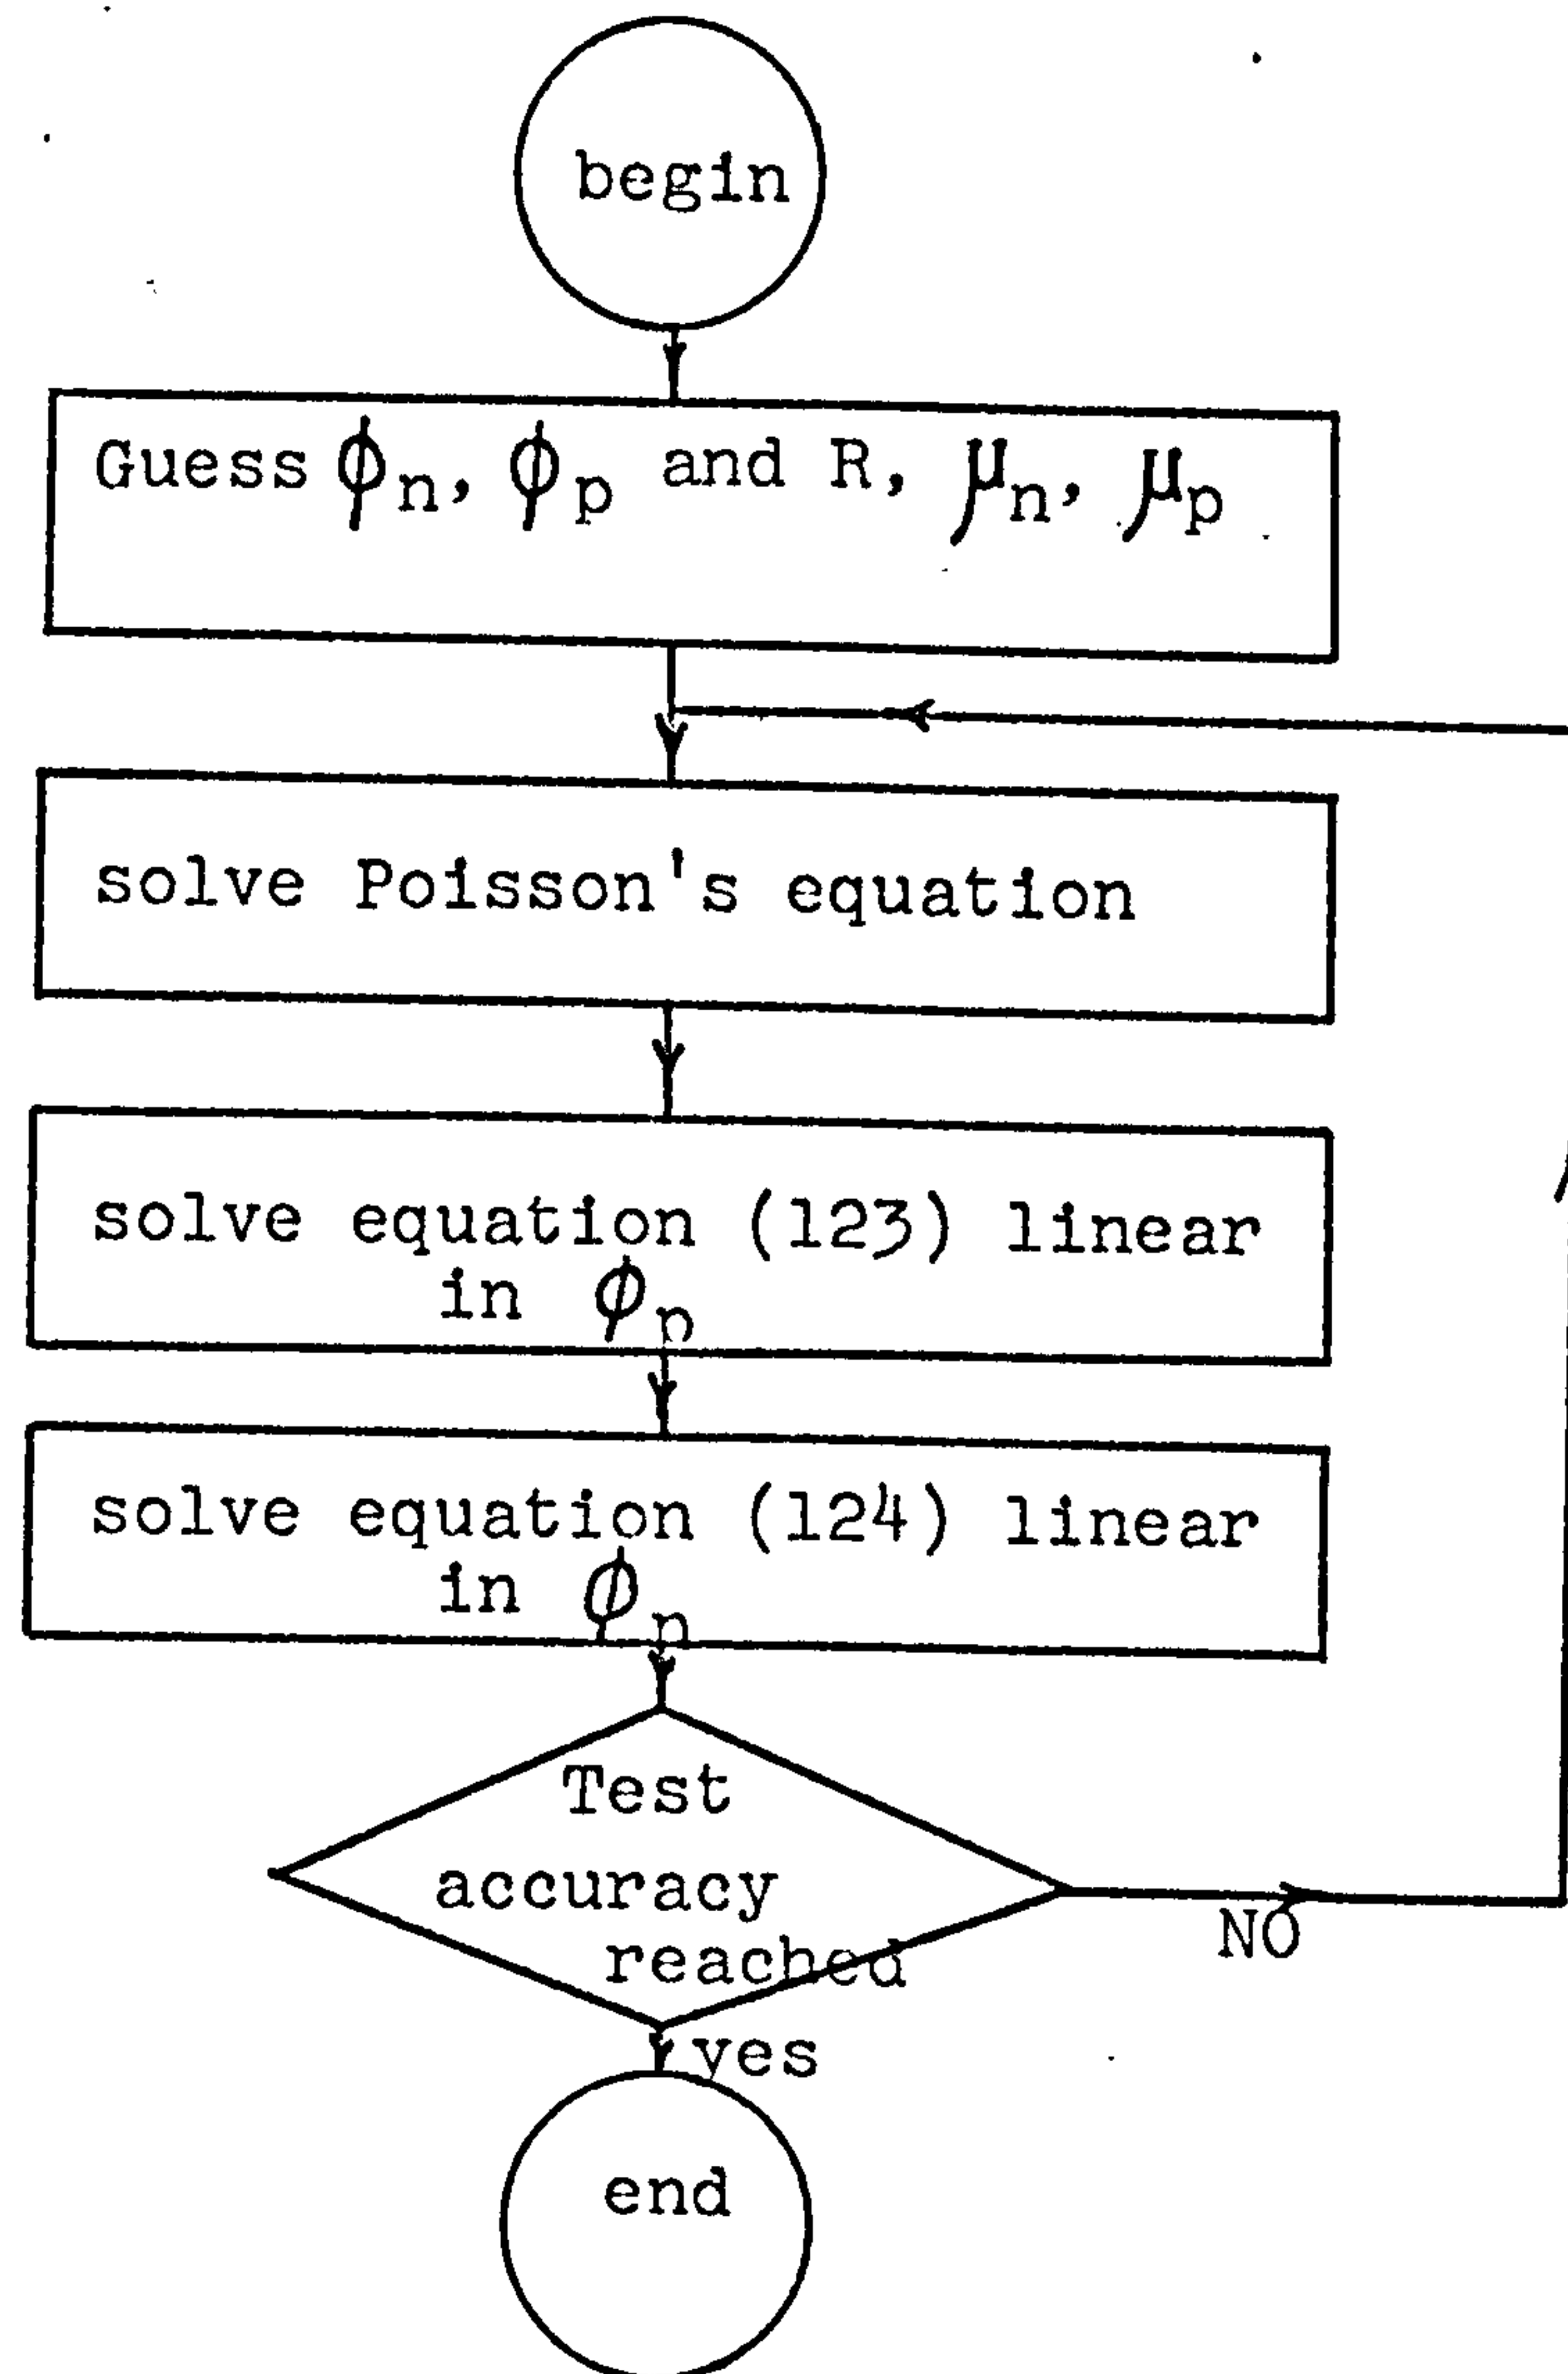 begin
Guess ϕn, ϕp and R, μn, μp
solve Poisson's equation
solve equation (123) linear
in ϕn
solve equation (124) linear
in ϕn
Test
accuracy
reached
NO
yes
end